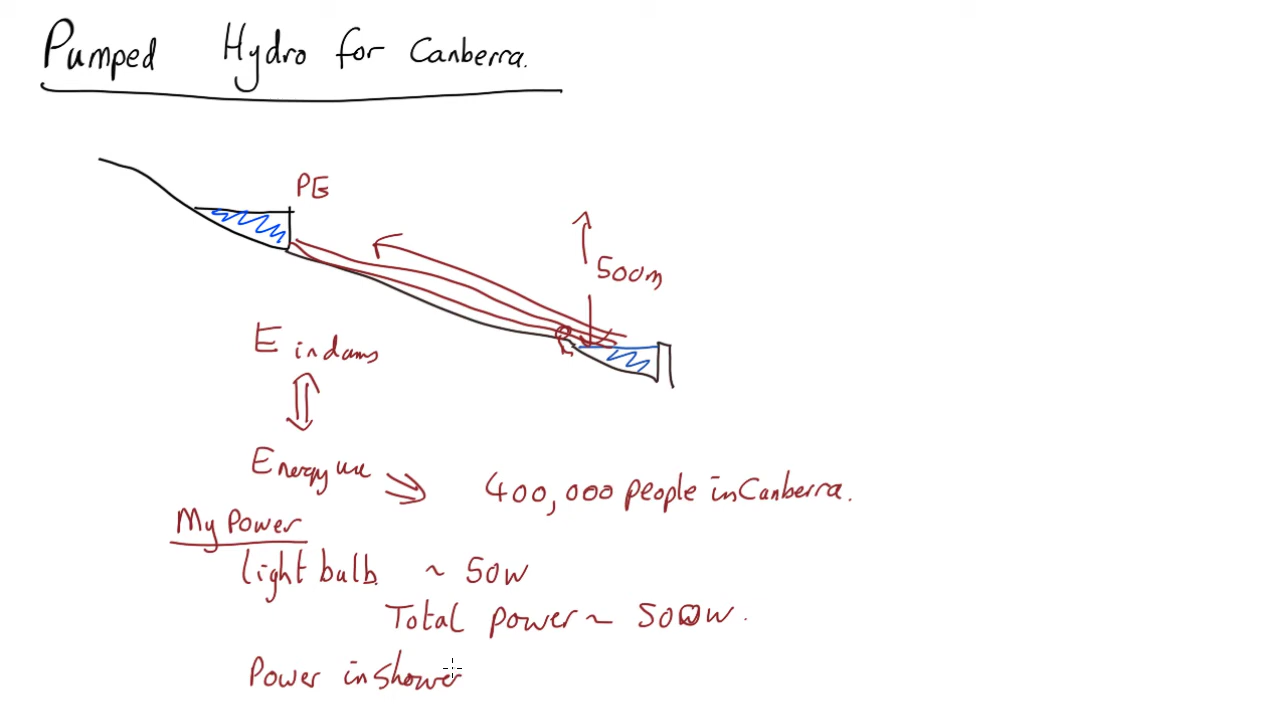 Pumped Hydro for Canberra.
PE
500m
E in dams
Energy use
400,000 people in Canberra.
My Power
light bulb ~ 50W
Total power ~ 500W.
Power in shower